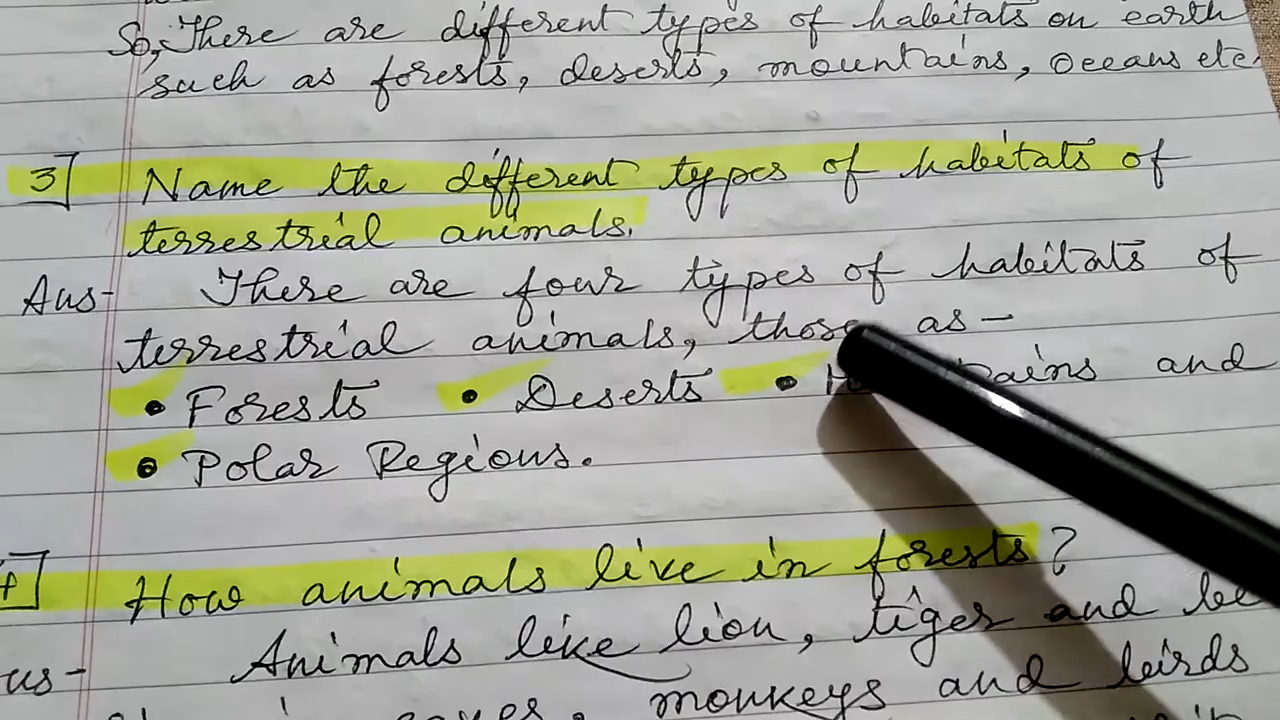 So, There are different types of habitats on earth
such as forests, deserts, mountains, oceans etc.
3 Name the different types of habitats of
terrestrial animals.
Ans- There are four types of habitats of
terrestrial animals, those as -
• Forests • Deserts • and
• Polar Regions.
How animals live in forests?
Animals like lion, tiger and
monkeys and birds